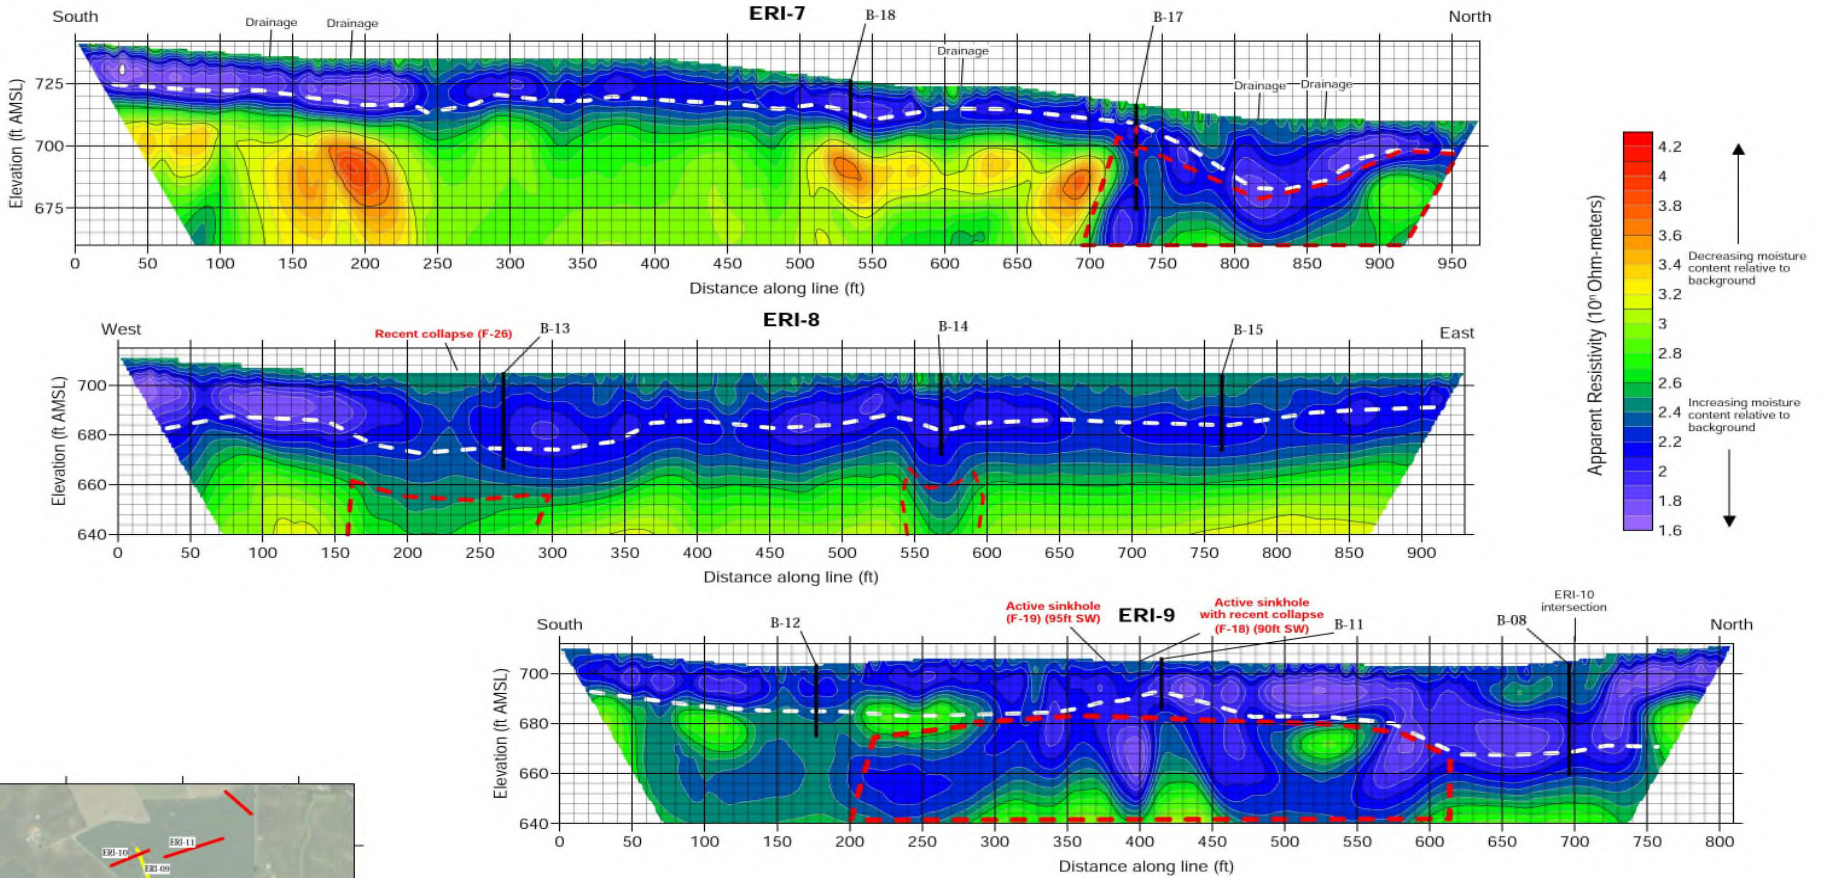 ERI-7
South
North
Drainage
Drainage
B-18
Drainage
B-17
Drainage
Drainage
Elevation (ft AMSL)
725
700
675
0 50 100 150 200 250 300 350 400 450 500 550 600 650 700 750 800 850 900 950
Distance along line (ft)
ERI-8
West
East
Recent collapse (F-26)
B-13
B-14
B-15
Elevation (ft AMSL)
700
680
660
640
0 50 100 150 200 250 300 350 400 450 500 550 600 650 700 750 800 850 900
Distance along line (ft)
ERI-9
South
North
B-12
Active sinkhole
(F-19) (95ft SW)
Active sinkhole
with recent collapse
(F-18) (90ft SW)
B-11
B-08
ERI-10
intersection
Elevation (ft AMSL)
700
680
660
640
0 50 100 150 200 250 300 350 400 450 500 550 600 650 700 750 800
Distance along line (ft)
Apparent Resistivity (10ⁿ Ohm-meters)
4.2
4
3.8
3.6
3.4
3.2
3
2.8
2.6
2.4
2.2
2
1.8
1.6
Decreasing moisture
content relative to
background
Increasing moisture
content relative to
background
ERI-10
ERI-11
ERI-09